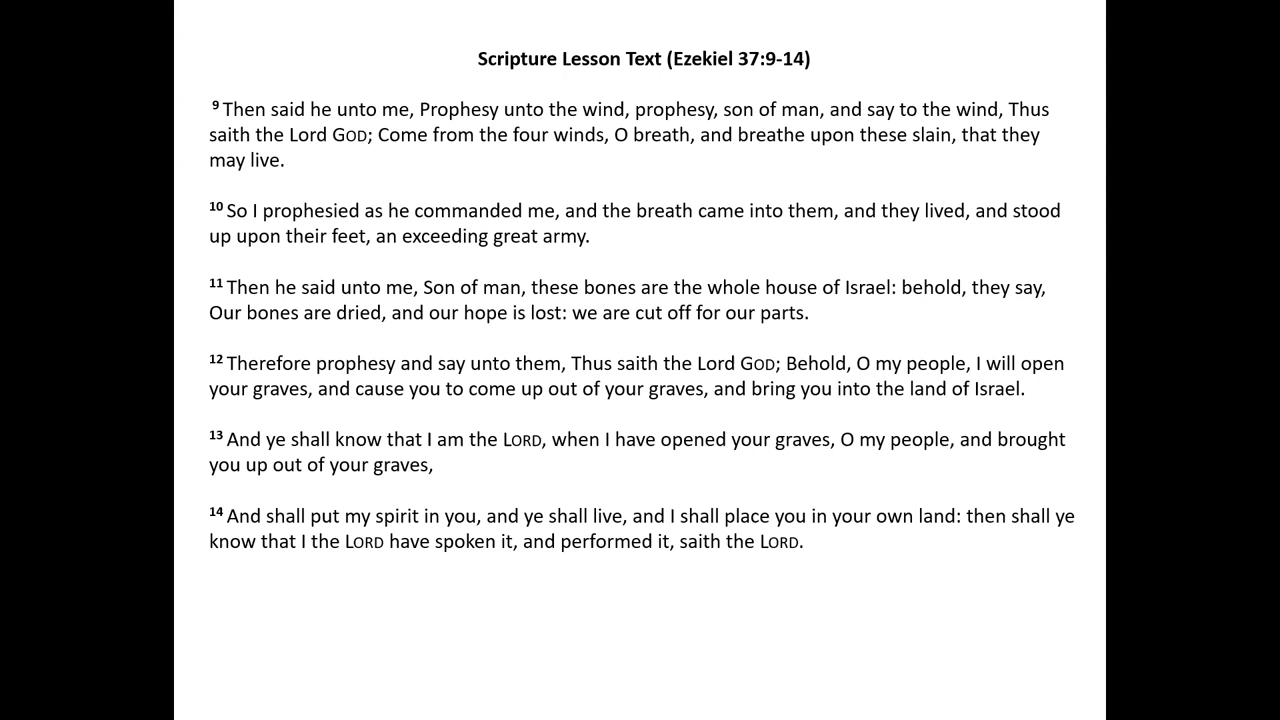 Scripture Lesson Text (Ezekiel 37:9-14)
9 Then said he unto me, Prophesy unto the wind, prophesy, son of man, and say to the wind, Thus
saith the Lord GOD; Come from the four winds, O breath, and breathe upon these slain, that they
may live.
10 So I prophesied as he commanded me, and the breath came into them, and they lived, and stood
up upon their feet, an exceeding great army.
11 Then he said unto me, Son of man, these bones are the whole house of Israel: behold, they say,
Our bones are dried, and our hope is lost: we are cut off for our parts.
12 Therefore prophesy and say unto them, Thus saith the Lord GOD; Behold, O my people, I will open
your graves, and cause you to come up out of your graves, and bring you into the land of Israel.
13 And ye shall know that I am the LORD, when I have opened your graves, O my people, and brought
you up out of your graves,
14 And shall put my spirit in you, and ye shall live, and I shall place you in your own land: then shall ye
know that I the LORD have spoken it, and performed it, saith the LORD.